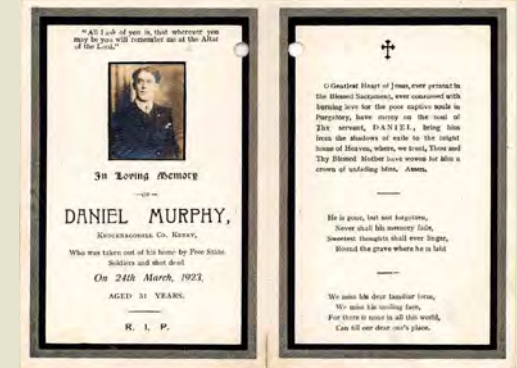 "All I ask of you is, that wherever you
may be you will remember me at the Altar
of the Lord."
In Loving Memory
—OF—
DANIEL MURPHY,
KNOCKNAGOSHEL CO. KERRY,
Who was taken out of his home by Free State
Soldiers and shot dead
On 24th March, 1923,
AGED 31 YEARS.
R. I. P.
O Gentlest Heart of Jesus, ever present in
the Blessed Sacrament, ever consumed with
burning love for the poor captive souls in
Purgatory, have mercy on the soul of
Thy servant, DANIEL, bring him
from the shadows of exile to the bright
home of Heaven, where, we trust, Thou and
Thy Blessed Mother have woven for him a
crown of unfading bliss. Amen.
He is gone, but not forgotten,
Never shall his memory fade,
Sweetest thoughts shall ever linger,
Round the grave where he is laid
We miss his dear familiar form,
We miss his smiling face,
For there is none in all this world,
Can fill our dear one's place.